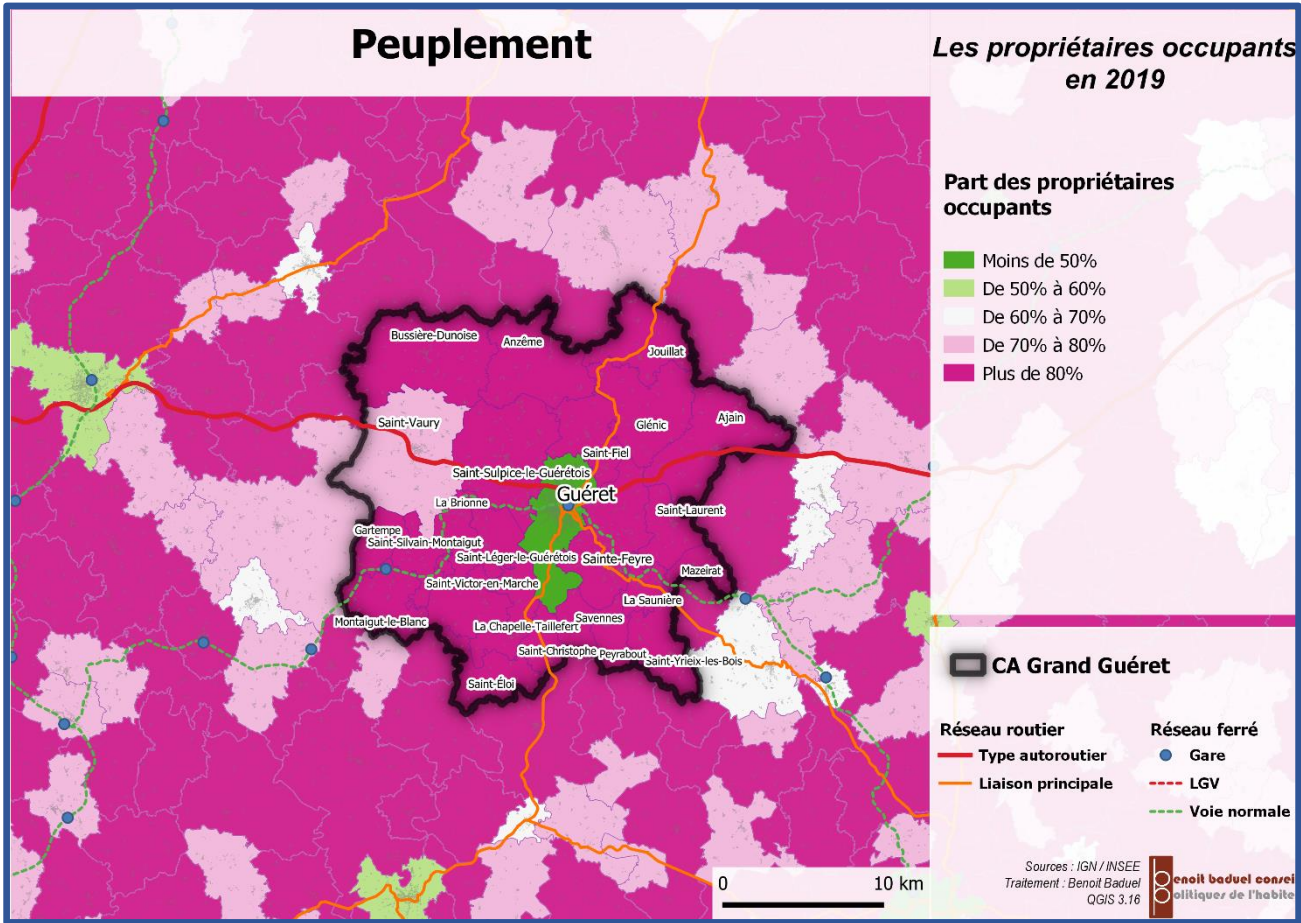 Peuplement
Les propriétaires occupants
en 2019
Part des propriétaires
occupants
Moins de 50%
De 50% à 60%
De 60% à 70%
De 70% à 80%
Plus de 80%
Bussière-Dunoise
Anzême
Jouillat
Ajain
Glénic
Saint-Vaury
Saint-Fiel
Saint-Sulpice-le-Guérétois
Guéret
La Brionne
Saint-Laurent
Gartempe
Saint-Silvain-Montaigut
Saint-Léger-le-Guérétois
Sainte-Feyre
Mazeirat
Saint-Victor-en-Marche
La Saunière
Montaigut-le-Blanc
La Chapelle-Taillefert
Savennes
Saint-Christophe
Peyrabout
Saint-Yrieix-les-Bois
Saint-Éloi
CA Grand Guéret
Réseau routier
Type autoroutier
Liaison principale
Réseau ferré
Gare
LGV
Voie normale
0 10 km
Sources : IGN / INSEE
Traitement : Benoit Baduel
QGIS 3.16
benoit baduel consei
politiques de l'habite